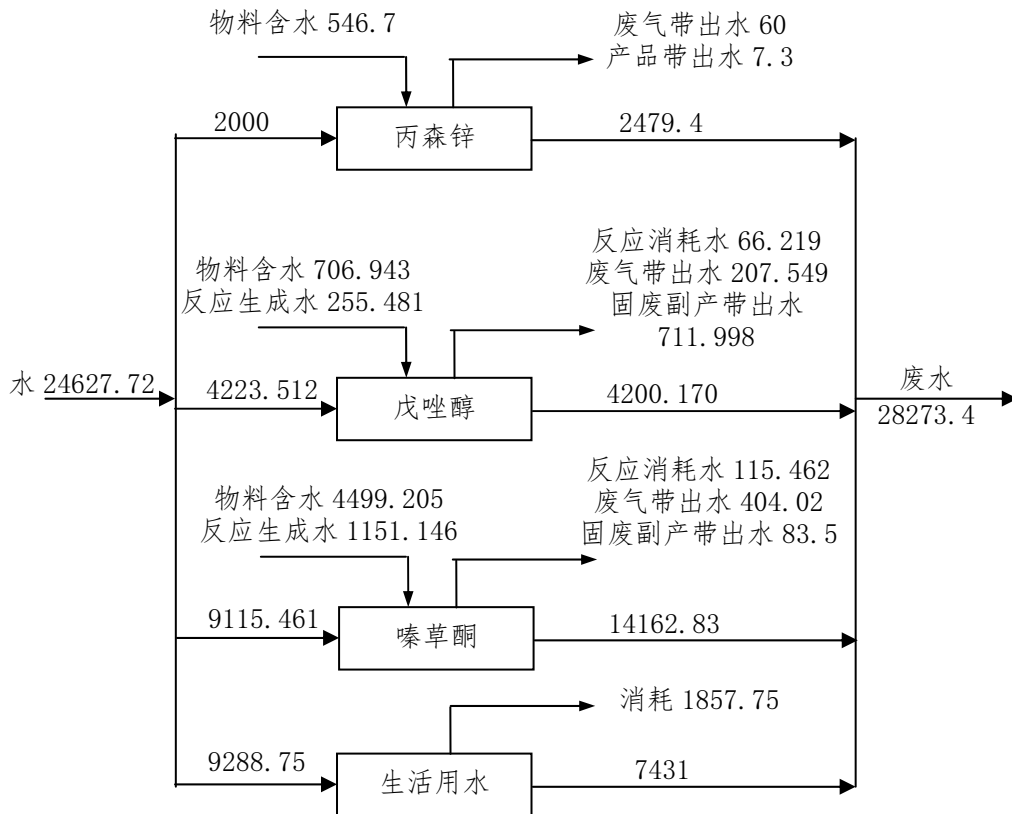 物料含水 546.7
废气带出水 60
产品带出水 7.3
2000
丙森锌
2479.4
物料含水 706.943
反应生成水 255.481
反应消耗水 66.219
废气带出水 207.549
固废副产带出水
711.998
水 24627.72
4223.512
戊唑醇
4200.170
废水
28273.4
物料含水 4499.205
反应生成水 1151.146
反应消耗水 115.462
废气带出水 404.02
固废副产带出水 83.5
9115.461
嗪草酮
14162.83
消耗 1857.75
9288.75
生活用水
7431